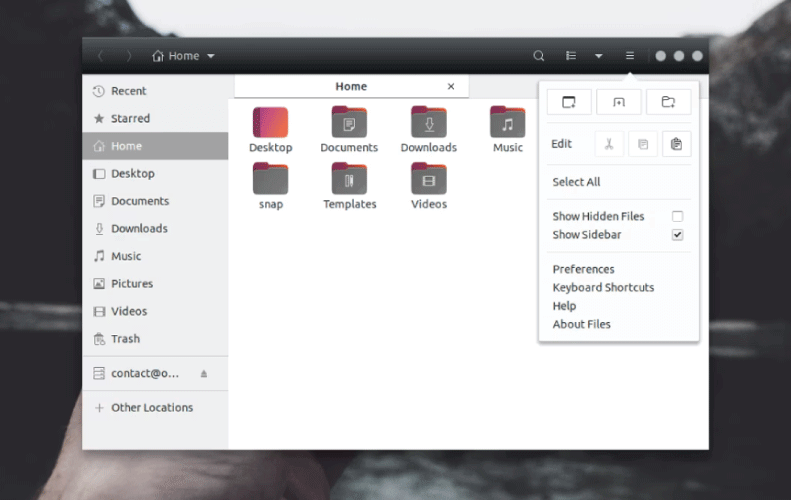 Home
Recent
Starred
Home
Desktop
Documents
Downloads
Music
Pictures
Videos
Trash
contact@o...
Other Locations
Home
Desktop Documents Downloads Music
snap Templates Videos
Edit
Select All
Show Hidden Files
Show Sidebar
Preferences
Keyboard Shortcuts
Help
About Files